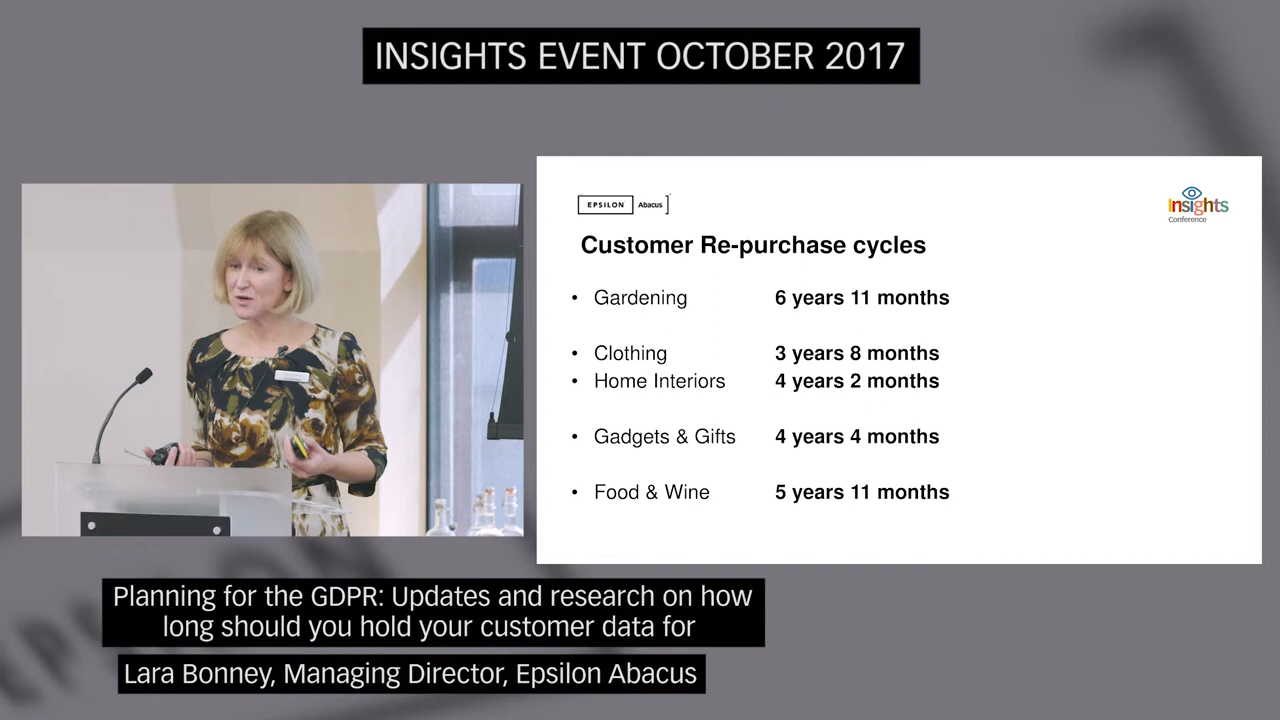 INSIGHTS EVENT OCTOBER 2017
EPSILON Abacus
Insights
Conference
Customer Re-purchase cycles
• Gardening 6 years 11 months
• Clothing 3 years 8 months
• Home Interiors 4 years 2 months
• Gadgets & Gifts 4 years 4 months
• Food & Wine 5 years 11 months
Planning for the GDPR: Updates and research on how
long should you hold your customer data for
Lara Bonney, Managing Director, Epsilon Abacus